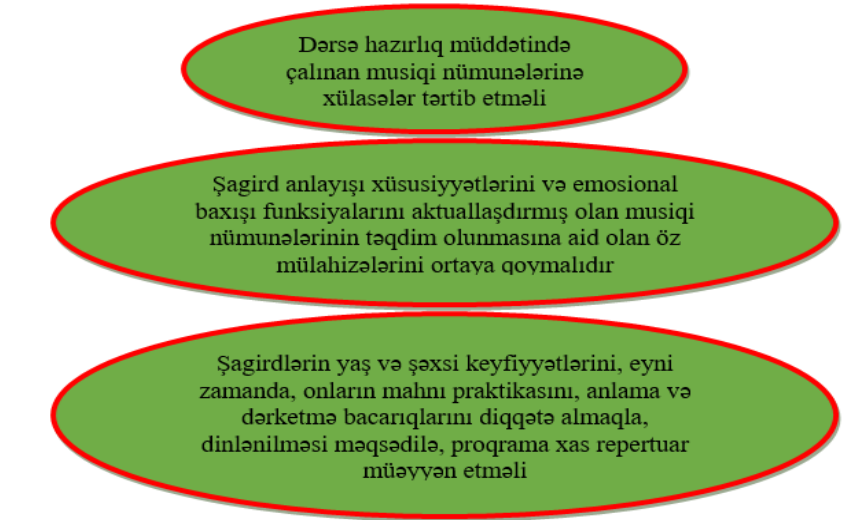 Dərsə hazırlıq müddətində
çalınan musiqi nümunələrinə
xülasələr tərtib etməli
Şagird anlayışı xüsusiyyətlərini və emosional
baxışı funksiyalarını aktuallaşdırmış olan musiqi
nümunələrinin təqdim olunmasına aid olan öz
mülahizələrini ortaya qoymalıdır
Şagirdlərin yaş və şəxsi keyfiyyətlərini, eyni
zamanda, onların mahnı praktikasını, anlama və
dərketmə bacarıqlarını diqqətə almaqla,
dinlənilməsi məqsədilə, proqrama xas repertuar
müəyyən etməli